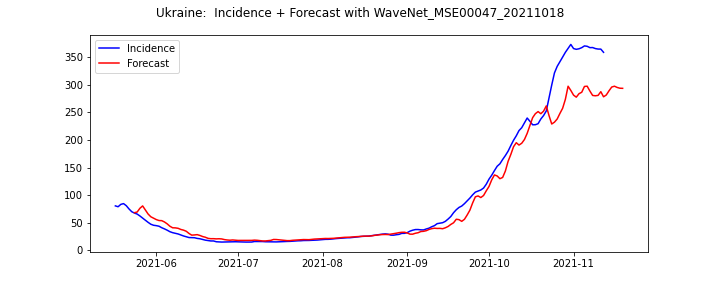 Ukraine:  Incidence + Forecast with WaveNet_MSE00047_20211018
Incidence
Forecast
350
300
250
200
150
100
50
0
2021-06 2021-07 2021-08 2021-09 2021-10 2021-11